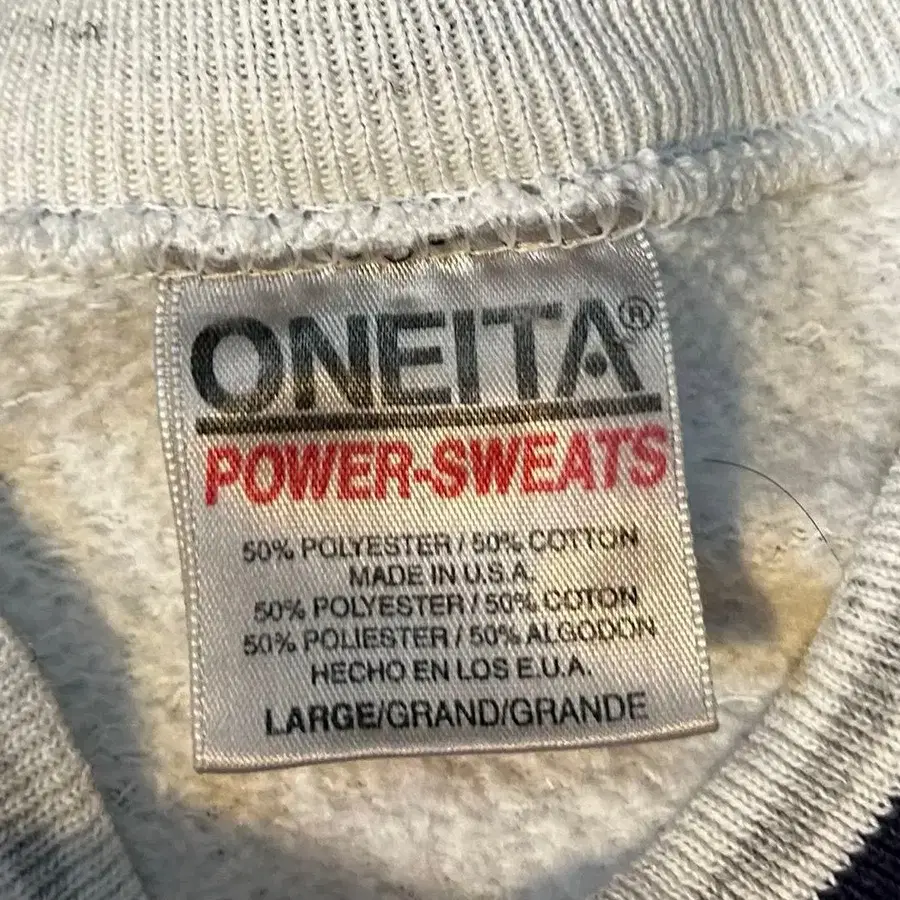 ONEITA®
POWER-SWEATS
50% POLYESTER / 50% COTTON
MADE IN U.S.A.
50% POLYESTER / 50% COTON
50% POLIESTER / 50% ALGODON
HECHO EN LOS E.U.A.
LARGE/GRAND/GRANDE